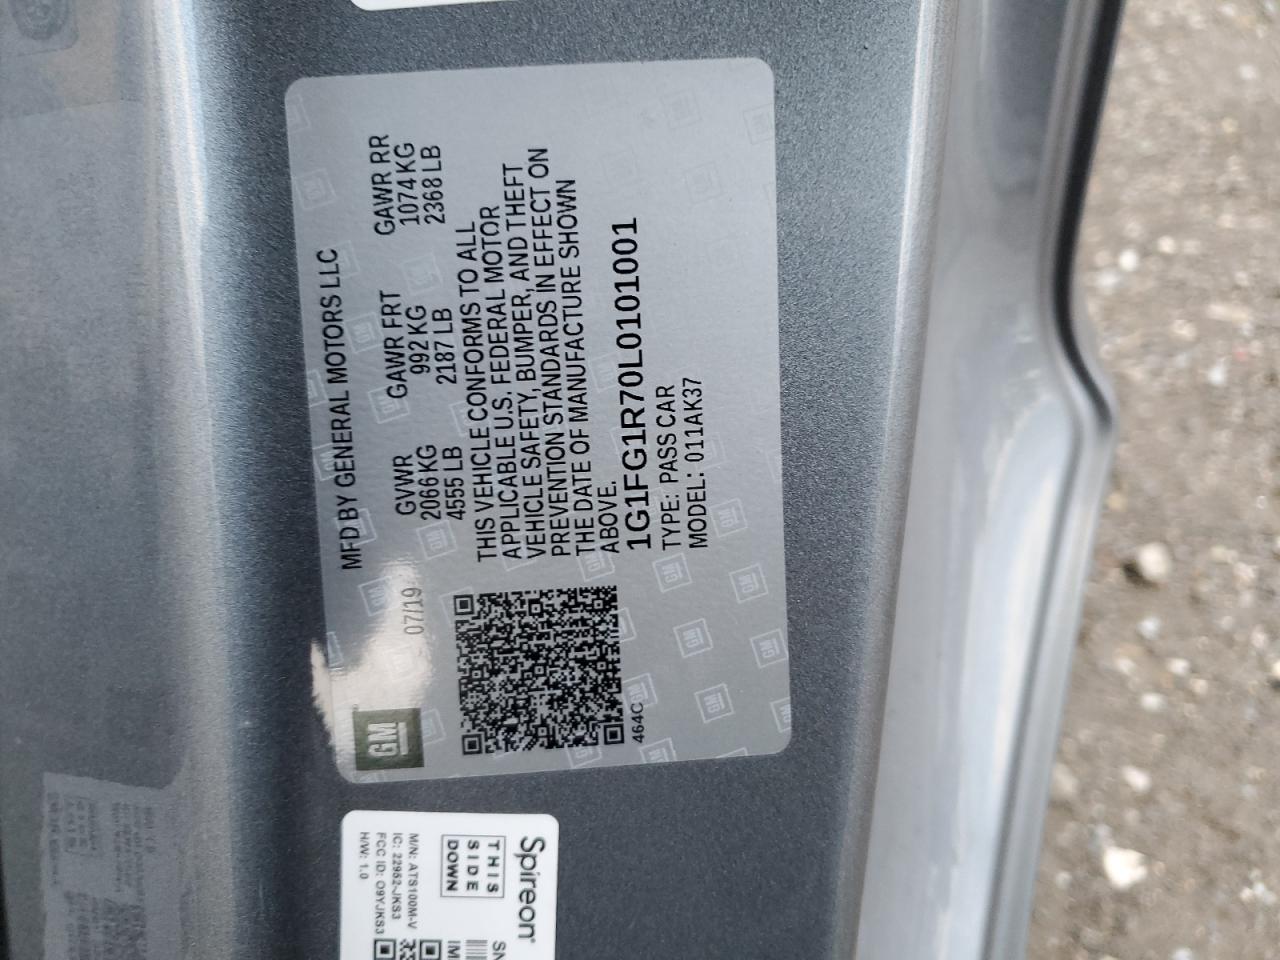 MFD BY GENERAL MOTORS LLC
GM
07/19
GVWR GAWR FRT GAWR RR
2066 KG 992 KG 1074 KG
4555 LB 2187 LB 2368 LB
THIS VEHICLE CONFORMS TO ALL
APPLICABLE U.S. FEDERAL MOTOR
VEHICLE SAFETY, BUMPER, AND THEFT
PREVENTION STANDARDS IN EFFECT ON
THE DATE OF MANUFACTURE SHOWN
ABOVE.
1G1FG1R70L0101001
TYPE: PASS CAR
MODEL: 011AK37
464C
Spireon
THIS
SIDE
DOWN
M/N: ATS100M-V
IC: 22952-JKS3
FCC ID: O9YJKS3
H/W: 1.0
SN
IM